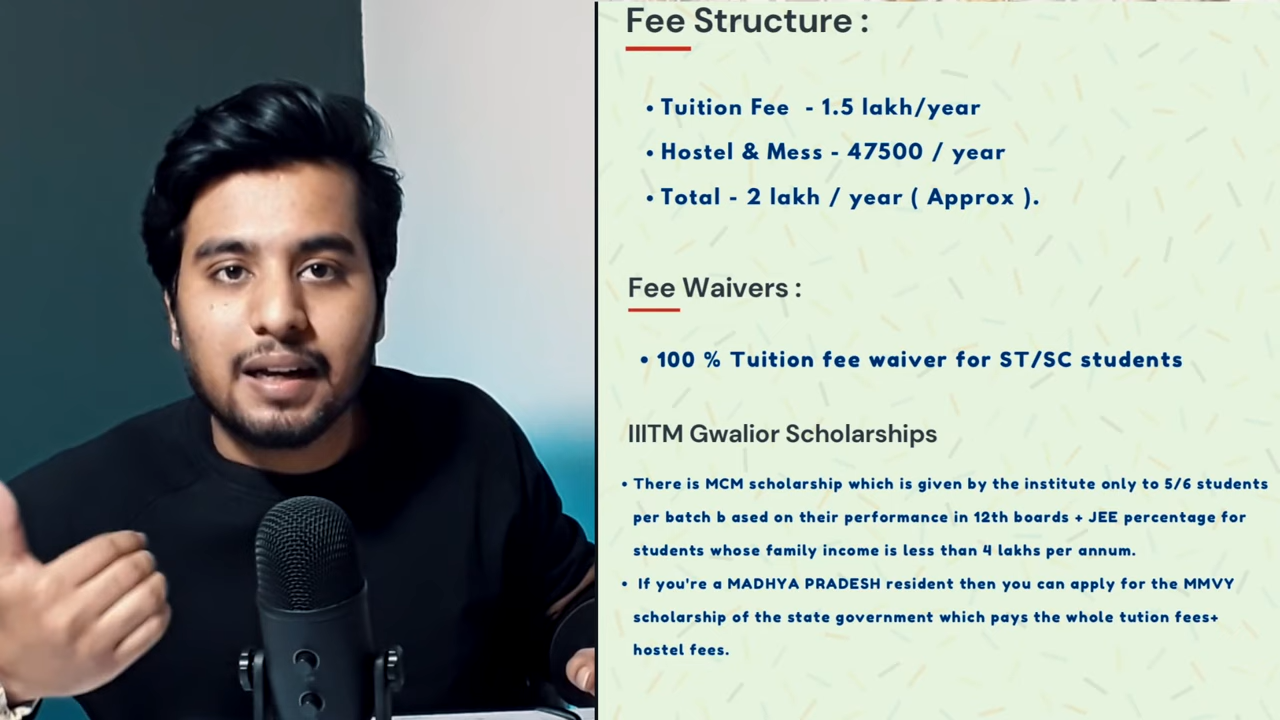 Fee Structure :
• Tuition Fee - 1.5 lakh/year
• Hostel & Mess - 47500 / year
• Total - 2 lakh / year ( Approx ).
Fee Waivers :
• 100 % Tuition fee waiver for ST/SC students
IIITM Gwalior Scholarships
• There is MCM scholarship which is given by the institute only to 5/6 students
per batch b ased on their performance in 12th boards + JEE percentage for
students whose family income is less than 4 lakhs per annum.
• If you're a MADHYA PRADESH resident then you can apply for the MMVY
scholarship of the state government which pays the whole tution fees+
hostel fees.